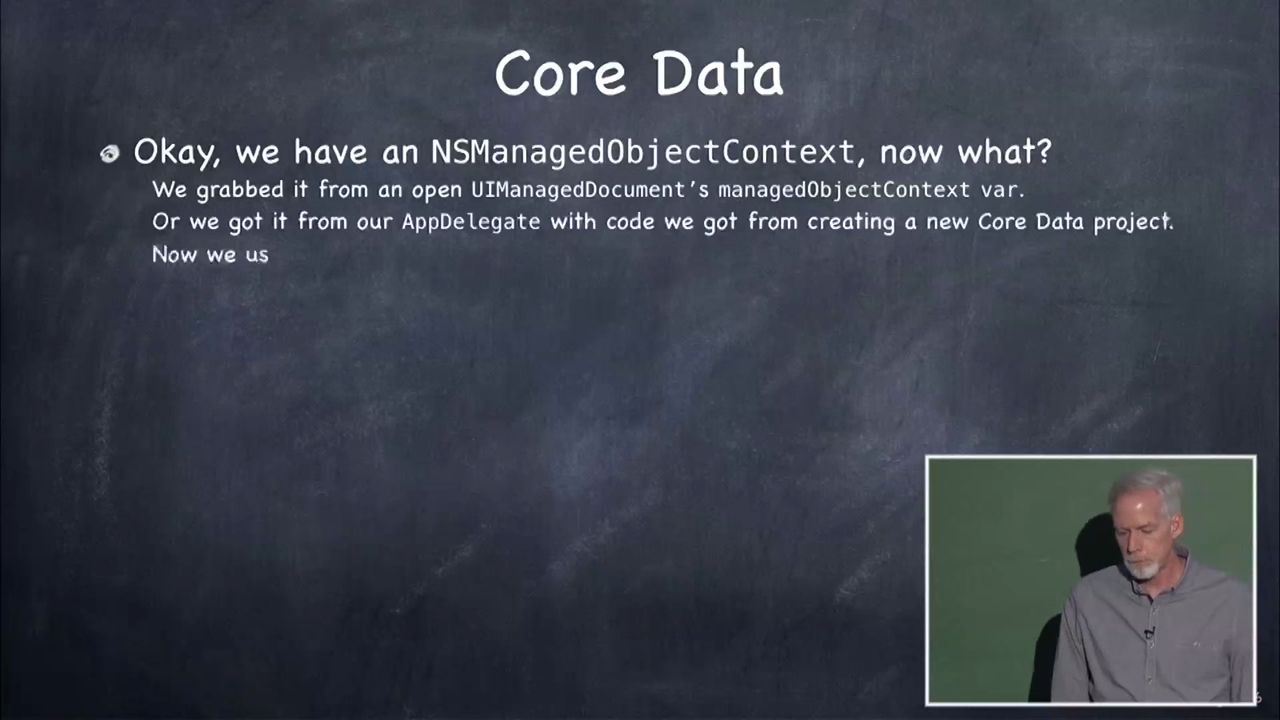 Core Data
Okay, we have an NSManagedObjectContext, now what?
We grabbed it from an open UIManagedDocument's managedObjectContext var.
Or we got it from our AppDelegate with code we got from creating a new Core Data project.
Now we us